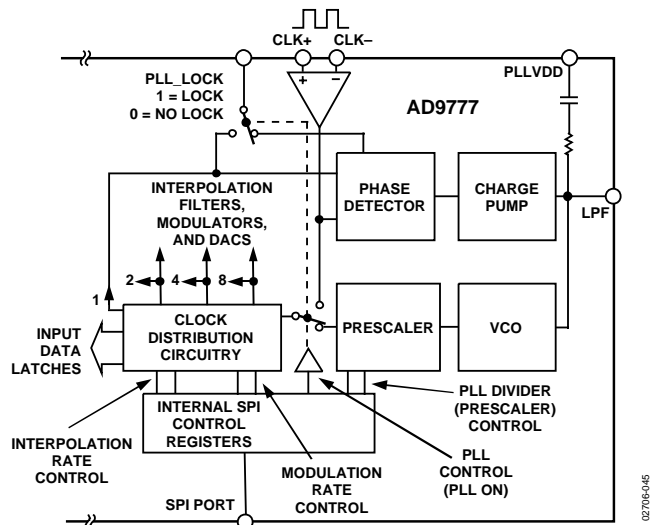 CLK+ CLK–
PLL_LOCK
1 = LOCK
0 = NO LOCK
+ –
PLLVDD
AD9777
INTERPOLATION
FILTERS,
MODULATORS,
AND DACS
PHASE
DETECTOR
CHARGE
PUMP
LPF
2 4 8
1
INPUT
DATA
LATCHES
CLOCK
DISTRIBUTION
CIRCUITRY
PRESCALER
VCO
INTERNAL SPI
CONTROL
REGISTERS
PLL DIVIDER
(PRESCALER)
CONTROL
INTERPOLATION
RATE
CONTROL
MODULATION
RATE
CONTROL
PLL
CONTROL
(PLL ON)
SPI PORT
02706-045